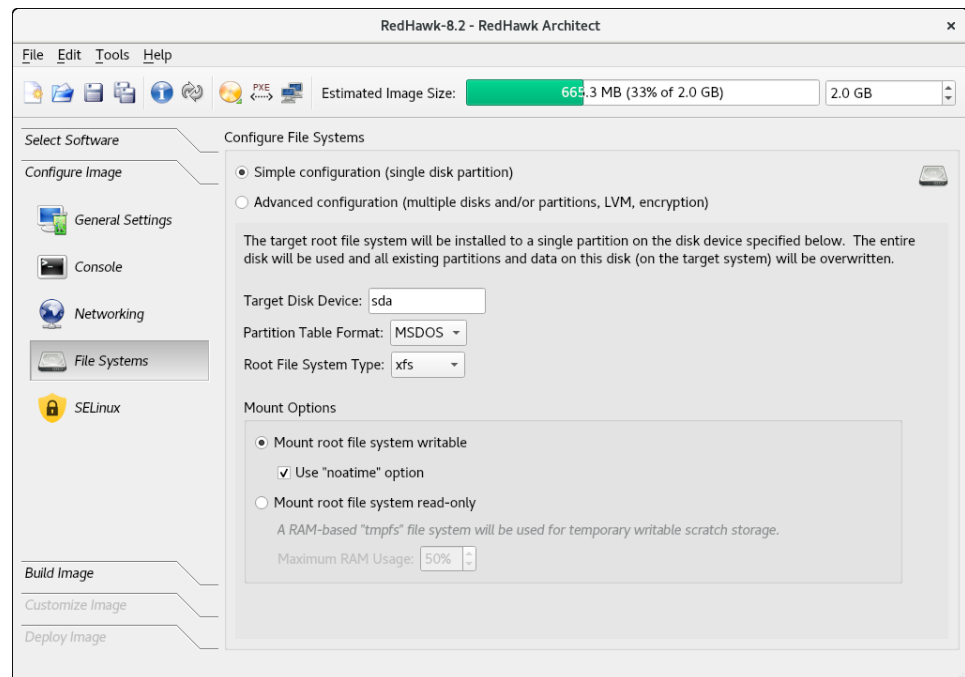 RedHawk-8.2 - RedHawk Architect
File Edit Tools Help
PXE
Estimated Image Size:
665.3 MB (33% of 2.0 GB)
2.0 GB
Select Software
Configure Image
General Settings
Console
Networking
File Systems
SELinux
Build Image
Customize Image
Deploy Image
Configure File Systems
Simple configuration (single disk partition)
Advanced configuration (multiple disks and/or partitions, LVM, encryption)
The target root file system will be installed to a single partition on the disk device specified below. The entire
disk will be used and all existing partitions and data on this disk (on the target system) will be overwritten.
Target Disk Device: sda
Partition Table Format: MSDOS
Root File System Type: xfs
Mount Options
Mount root file system writable
Use "noatime" option
Mount root file system read-only
A RAM-based "tmpfs" file system will be used for temporary writable scratch storage.
Maximum RAM Usage: 50%